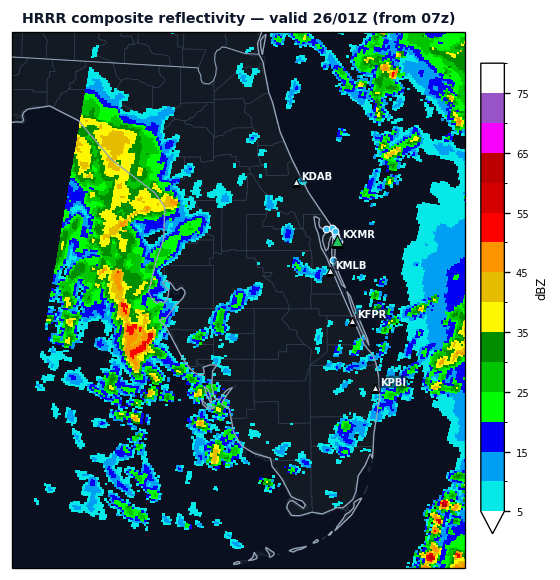 HRRR composite reflectivity — valid 26/01Z (from 07z)
KDAB
KXMR
KMLB
KFPR
KPBI
75
65
55
45
35
25
15
5
dBZ